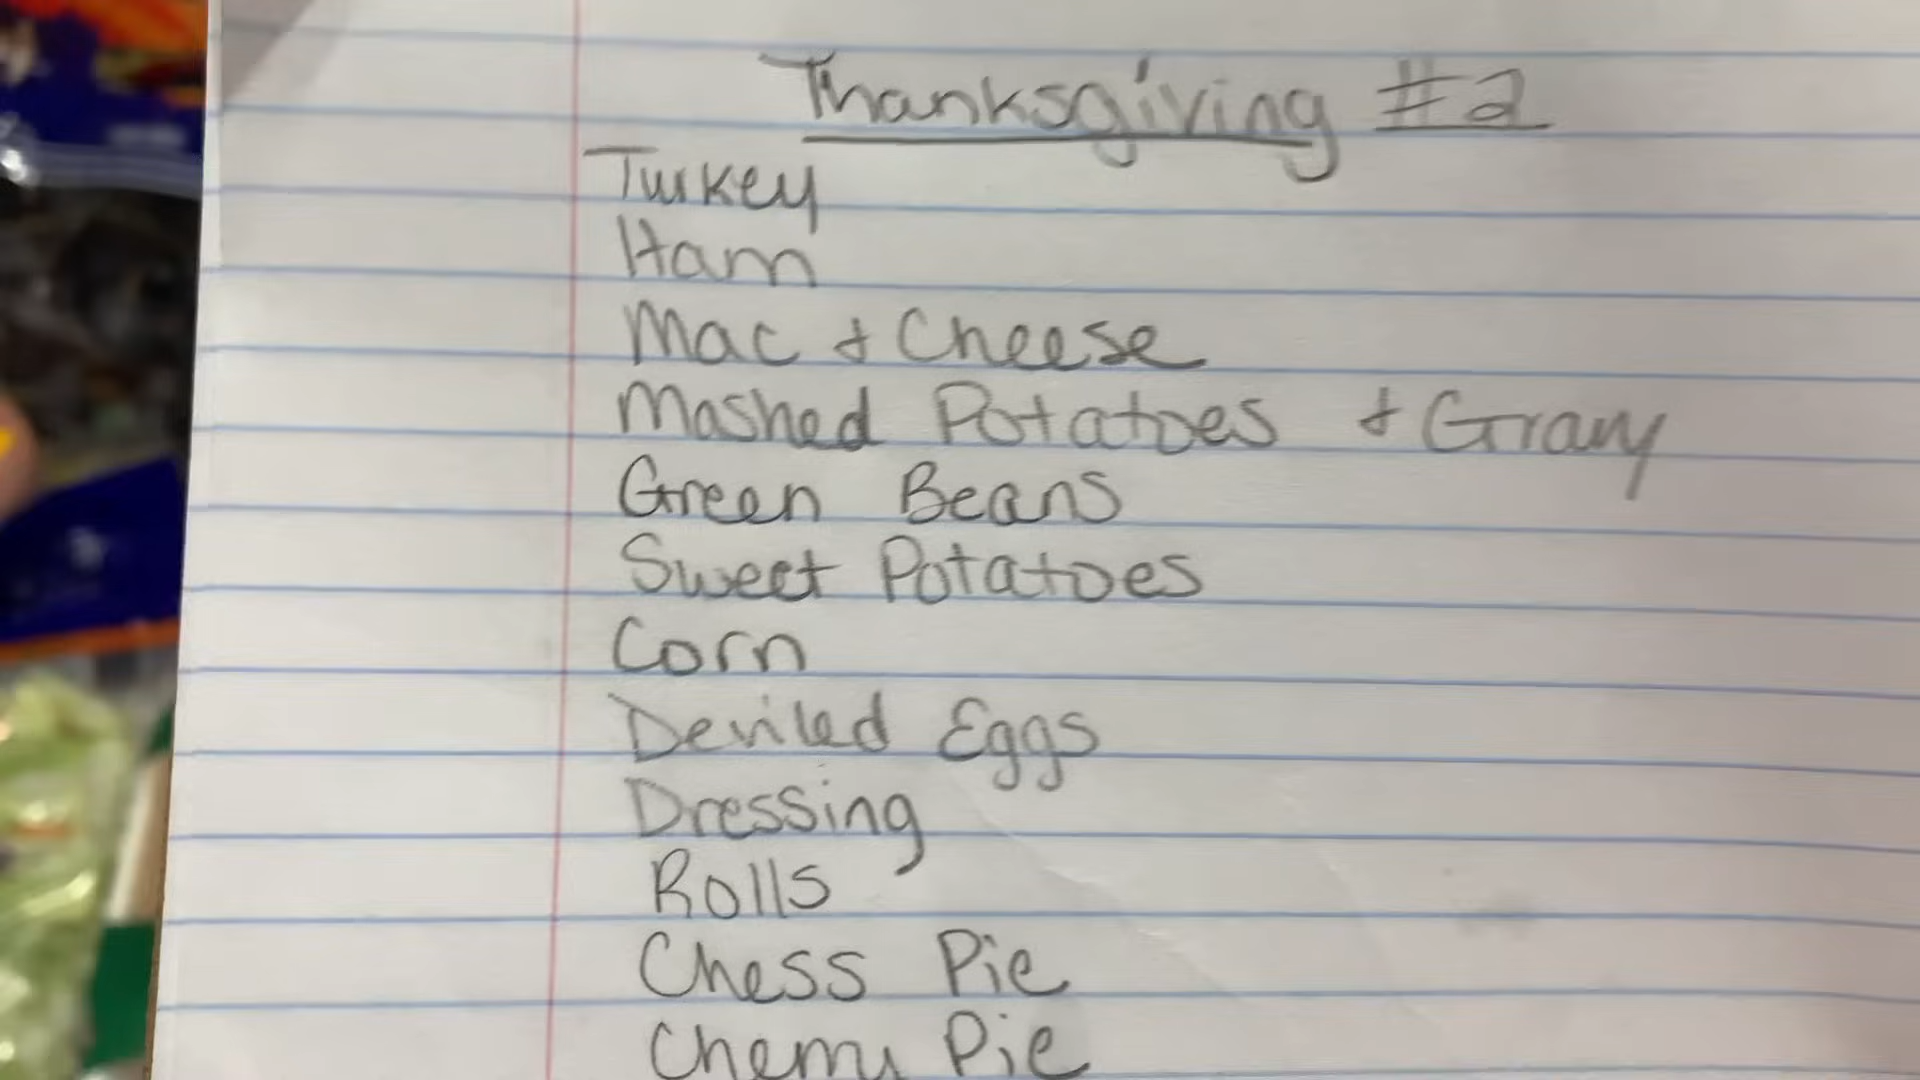 Thanksgiving #2
Turkey
Ham
Mac + Cheese
Mashed Potatoes + Gravy
Green Beans
Sweet Potatoes
Corn
Deviled Eggs
Dressing
Rolls
Chess Pie
Cherry Pie